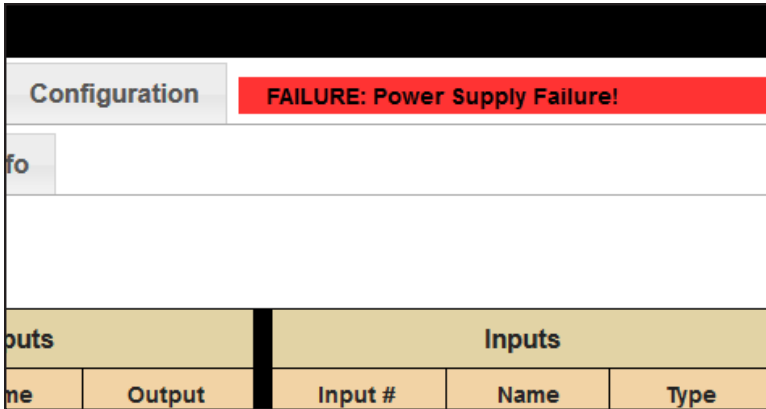 Configuration FAILURE: Power Supply Failure!
fo
puts Inputs
me Output Input # Name Type